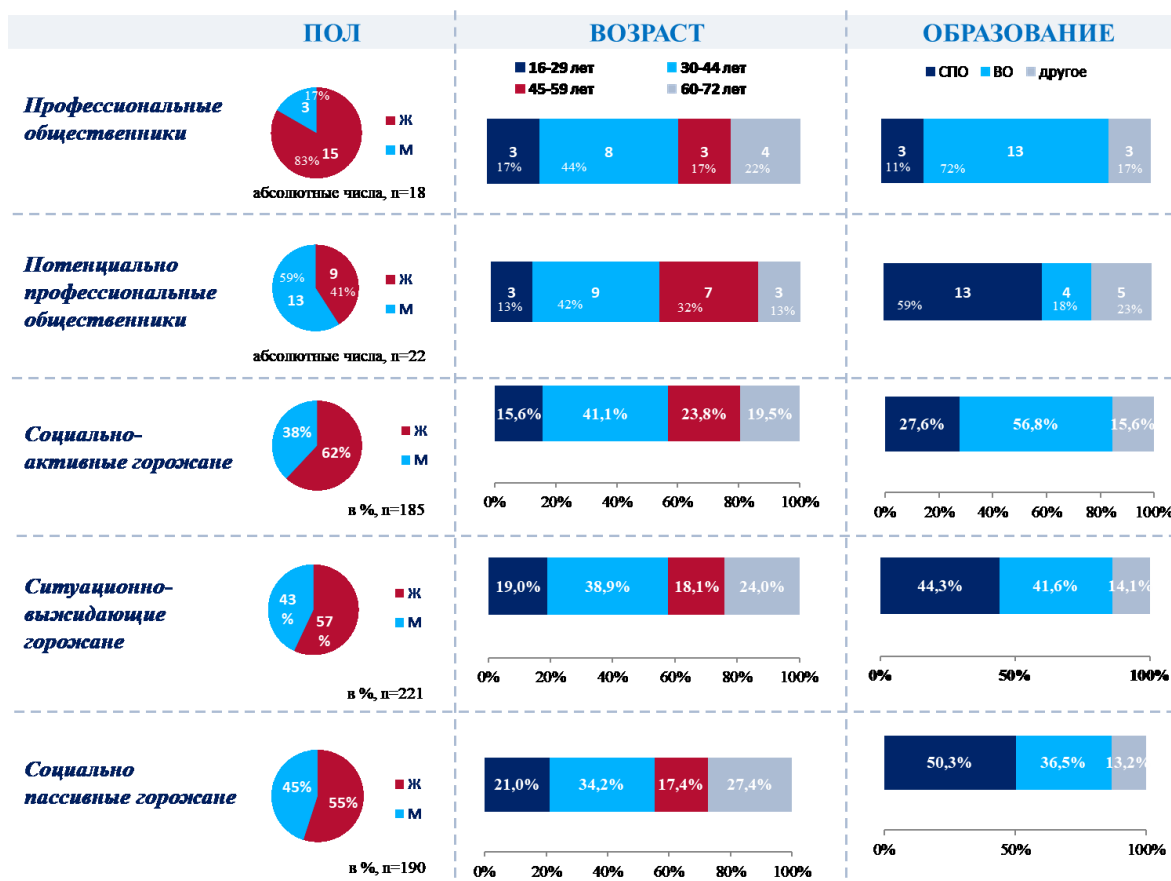 ПОЛ ВОЗРАСТ ОБРАЗОВАНИЕ
16-29 лет 30-44 лет
45-59 лет 60-72 лет
СПО ВО другое
Профессиональные
общественники
17%
3
83% 15
Ж
М
абсолютные числа, n=18
3 8 3 4
17% 44% 17% 22%
3 13 3
11% 72% 17%
Потенциально
профессиональные
общественники
59% 9
13 41%
Ж
М
абсолютные числа, n=22
3 9 7 3
13% 42% 32% 13%
13 4 5
59% 18% 23%
Социально-
активные горожане
38%
62%
Ж
М
в %, n=185
15,6% 41,1% 23,8% 19,5%
0% 20% 40% 60% 80% 100%
27,6% 56,8% 15,6%
0% 20% 40% 60% 80% 100%
Ситуационно-
выжидающие
горожане
43
%
57
%
Ж
М
в %, n=221
19,0% 38,9% 18,1% 24,0%
0% 20% 40% 60% 80% 100%
44,3% 41,6% 14,1%
0% 50% 100%
Социально
пассивные горожане
45%
55%
Ж
М
в %, n=190
21,0% 34,2% 17,4% 27,4%
0% 20% 40% 60% 80% 100%
50,3% 36,5% 13,2%
0% 50% 100%